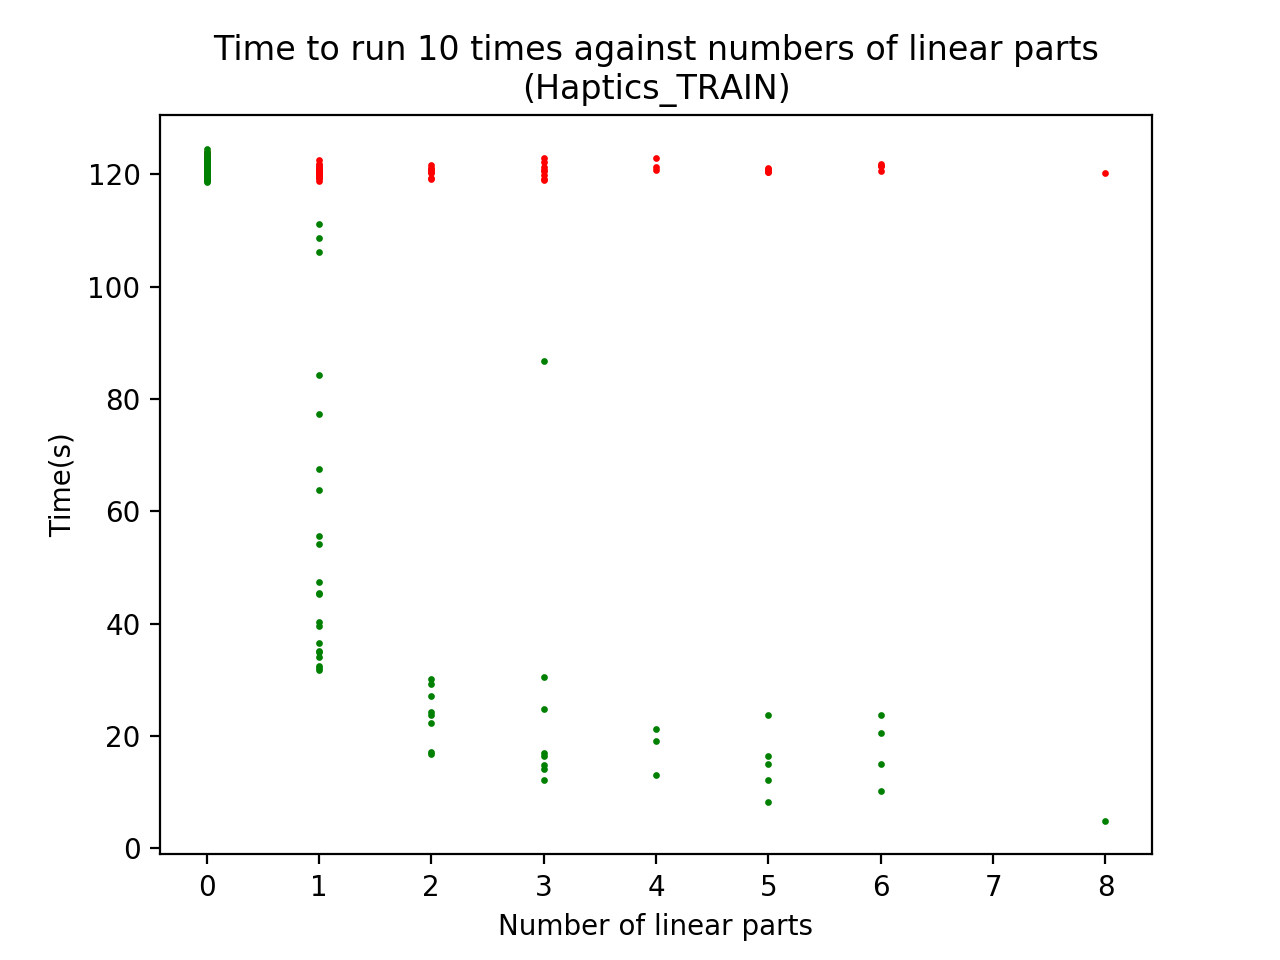 Time to run 10 times against numbers of linear parts
(Haptics_TRAIN)
120
100
80
60
40
20
0
Time(s)
0 1 2 3 4 5 6 7 8
Number of linear parts